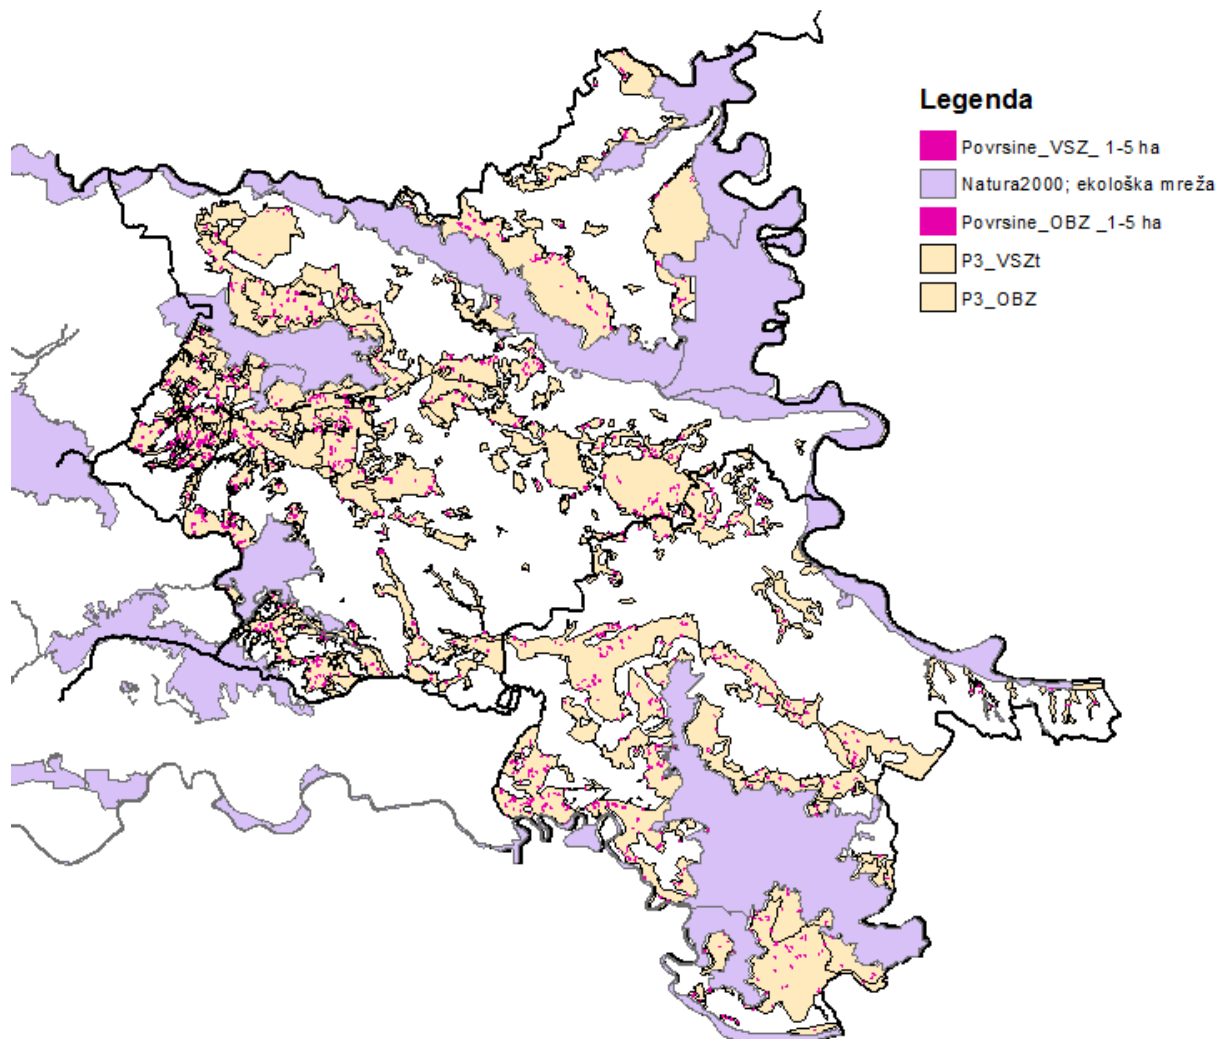 Legenda
Povrsine_VSZ_ 1-5 ha
Natura2000; ekološka mreža
Povrsine_OBZ _1-5 ha
P3_VSZt
P3_OBZ